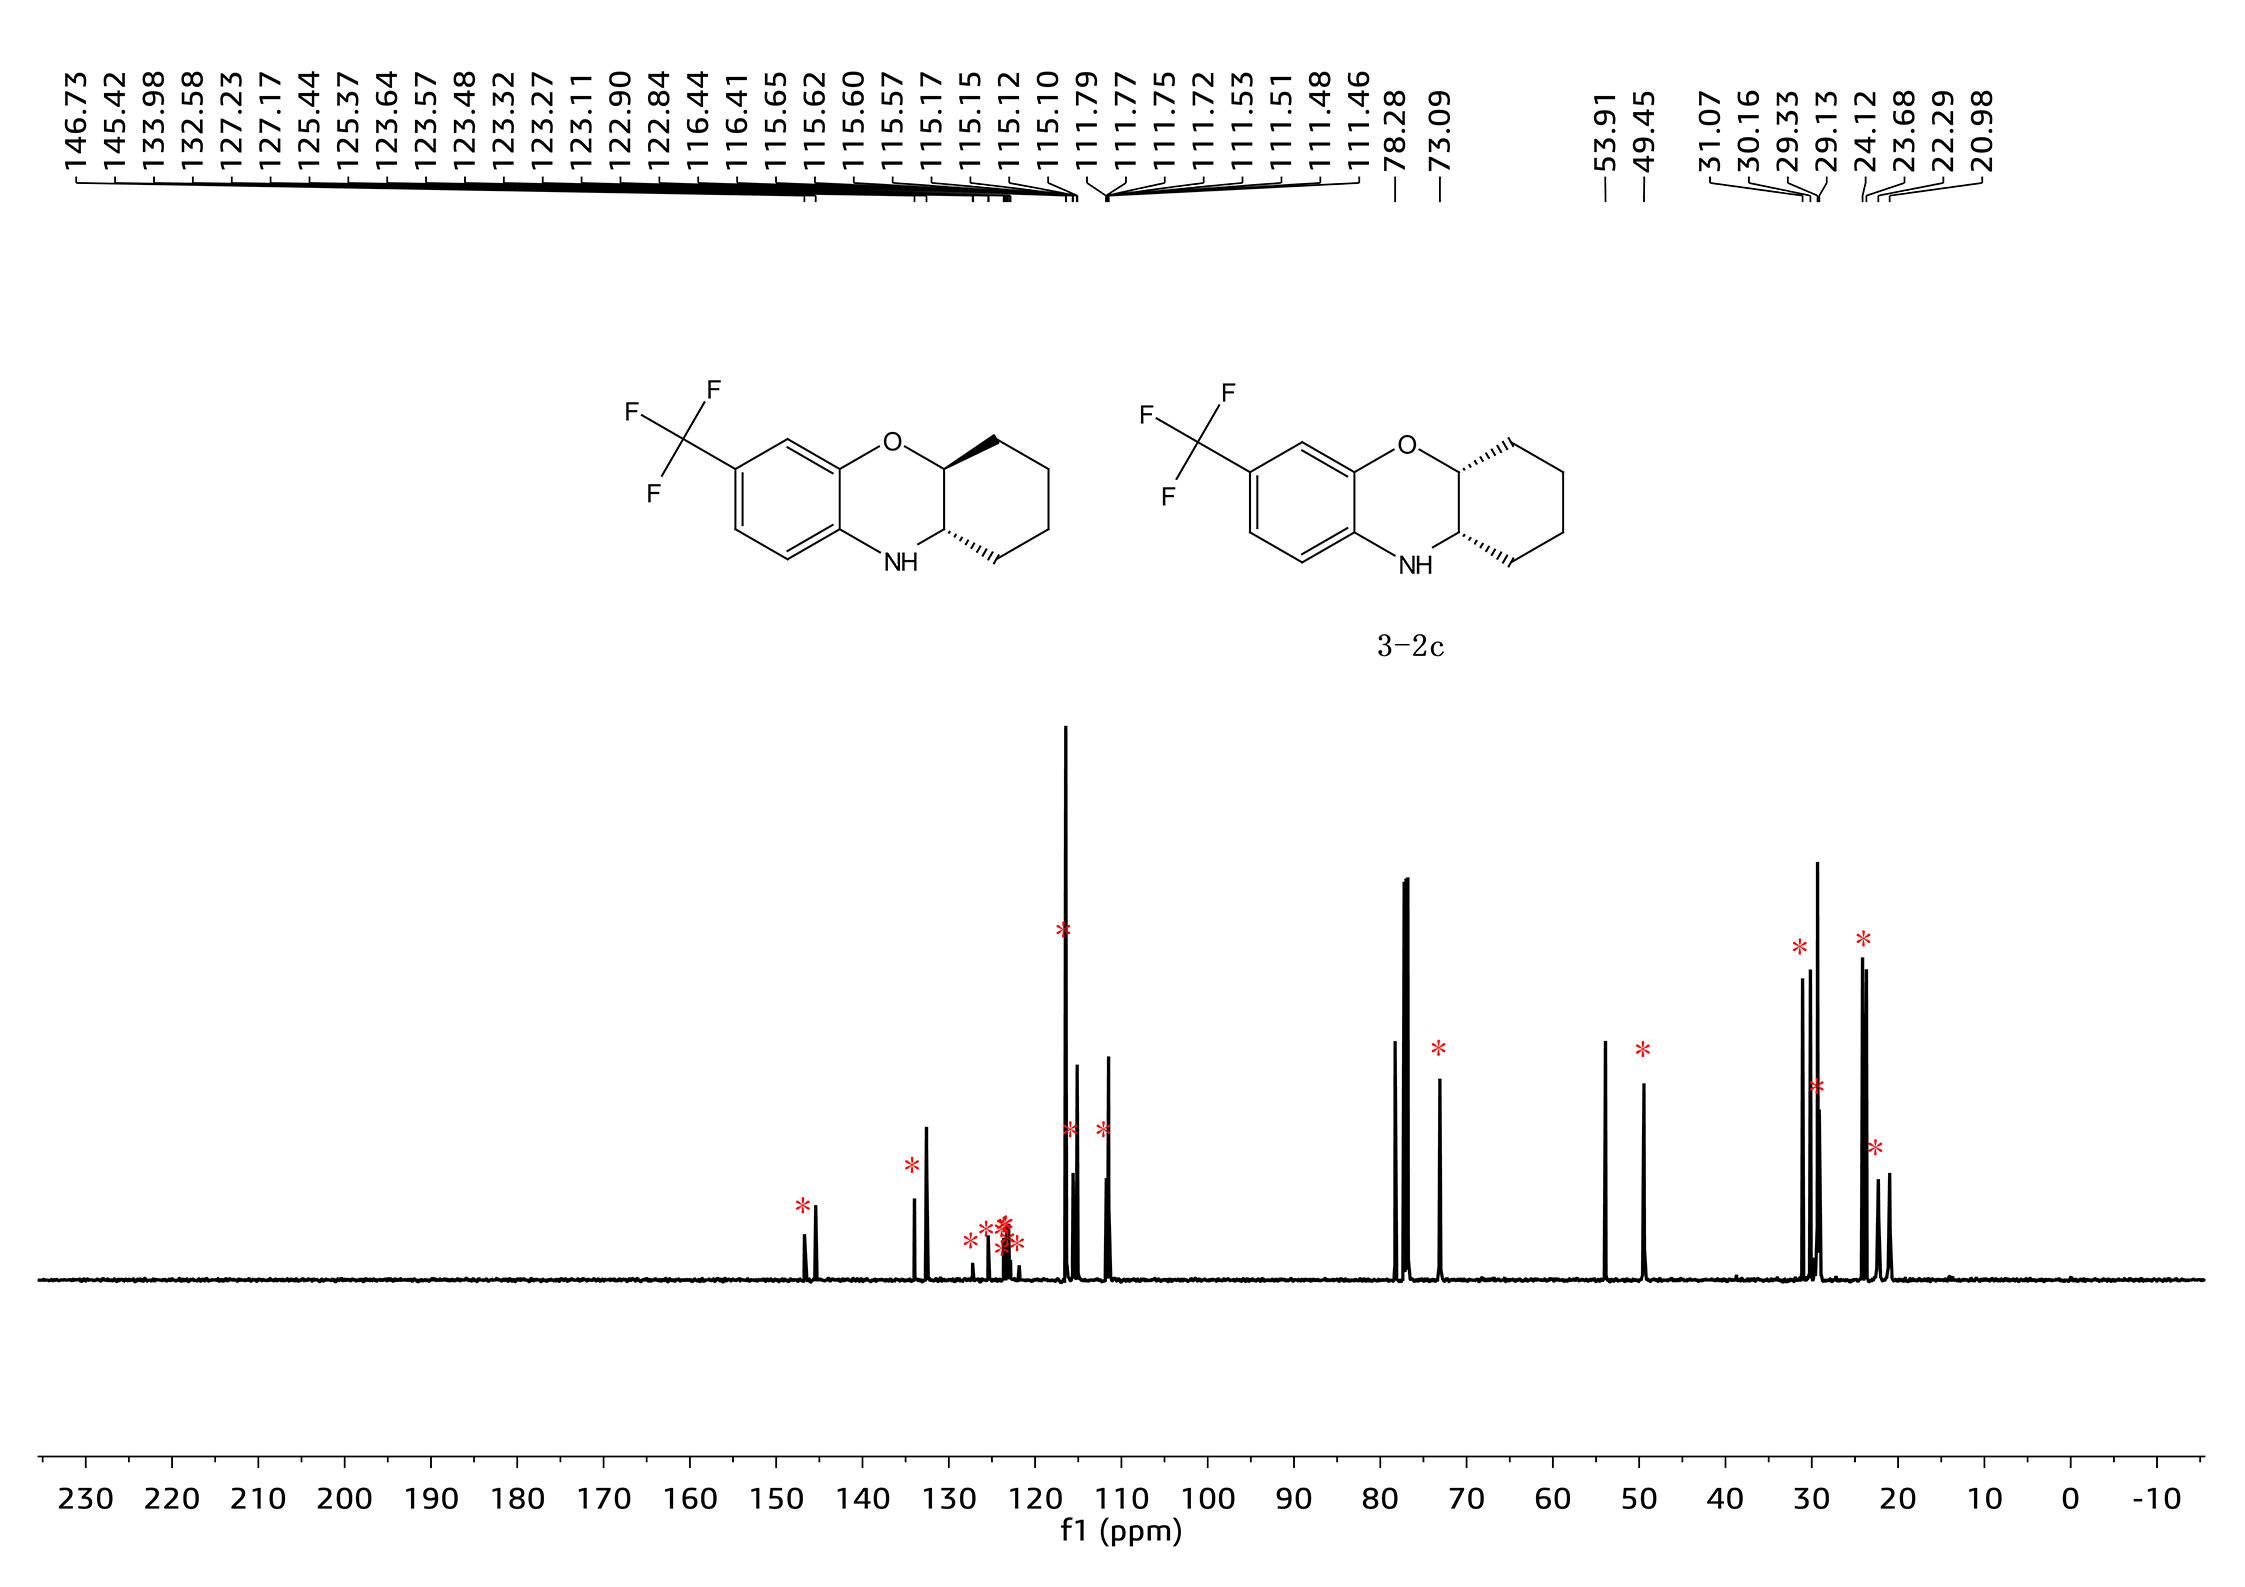 146.73 145.42 133.98 132.58 127.23 127.17 125.44 125.37 123.64 123.57 123.48 123.32 123.27 123.11 122.90 122.84 116.44 116.41 115.65 115.62 115.60 115.57 115.17 115.15 115.12 115.10 111.79 111.77 111.75 111.72 111.53 111.51 111.48 111.46 78.28 73.09 53.91 49.45 31.07 30.16 29.33 29.13 24.12 23.68 22.29 20.98
F F F O NH
F F F O NH
3-2c
* * * * * * * * * * * * * * * * * * *
230 220 210 200 190 180 170 160 150 140 130 120 110 100 90 80 70 60 50 40 30 20 10 0 -10
f1 (ppm)